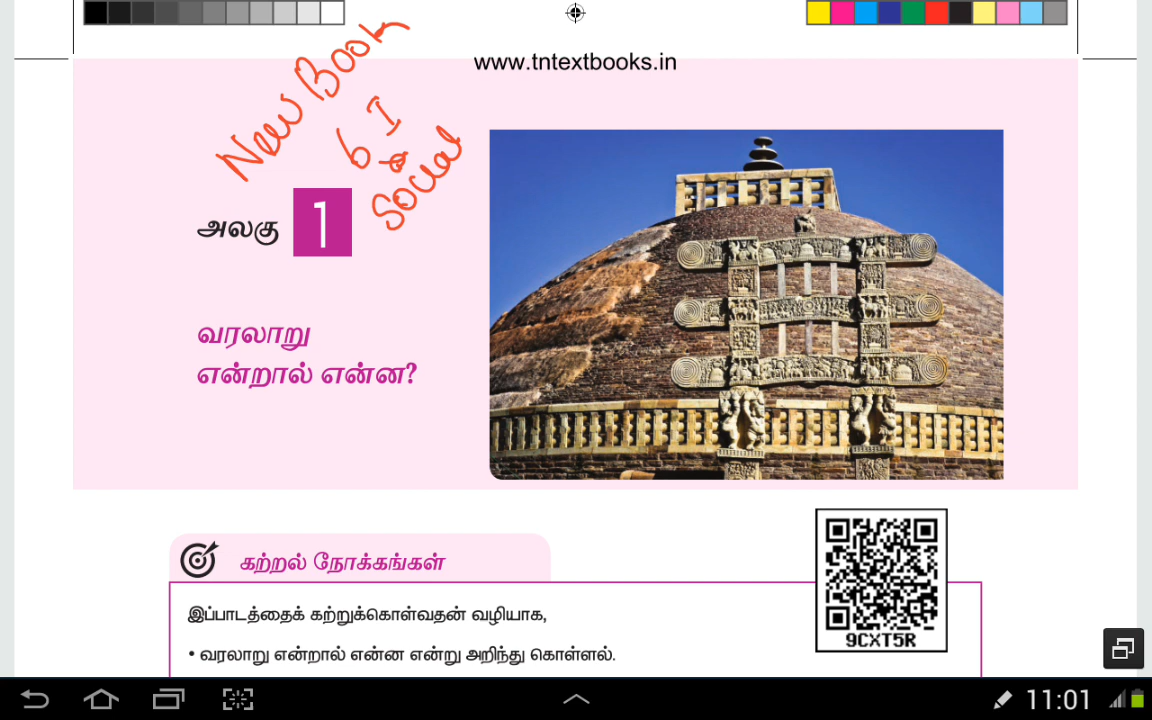 www.tntextbooks.in
New Book
6 I
Social
அலகு 1
வரலாறு
என்றால் என்ன?
கற்றல் நோக்கங்கள்
இப்பாடத்தைக் கற்றுக்கொள்வதன் வழியாக,
• வரலாறு என்றால் என்ன என்று அறிந்து கொள்ளல்.
9CXT5R
11:01